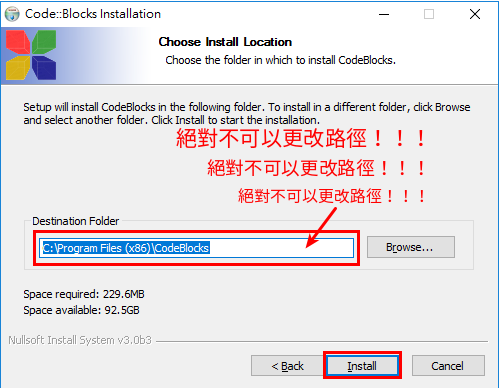 Code::Blocks Installation
Choose Install Location
Choose the folder in which to install CodeBlocks.
Setup will install CodeBlocks in the following folder. To install in a different folder, click Browse
and select another folder. Click Install to start the installation.
絕對不可以更改路徑！！！
絕對不可以更改路徑！！！
絕對不可以更改路徑！！！
Destination Folder
C:\Program Files (x86)\CodeBlocks
Browse...
Space required: 229.6MB
Space available: 92.5GB
Nullsoft Install System v3.0b3
< Back
Install
Cancel